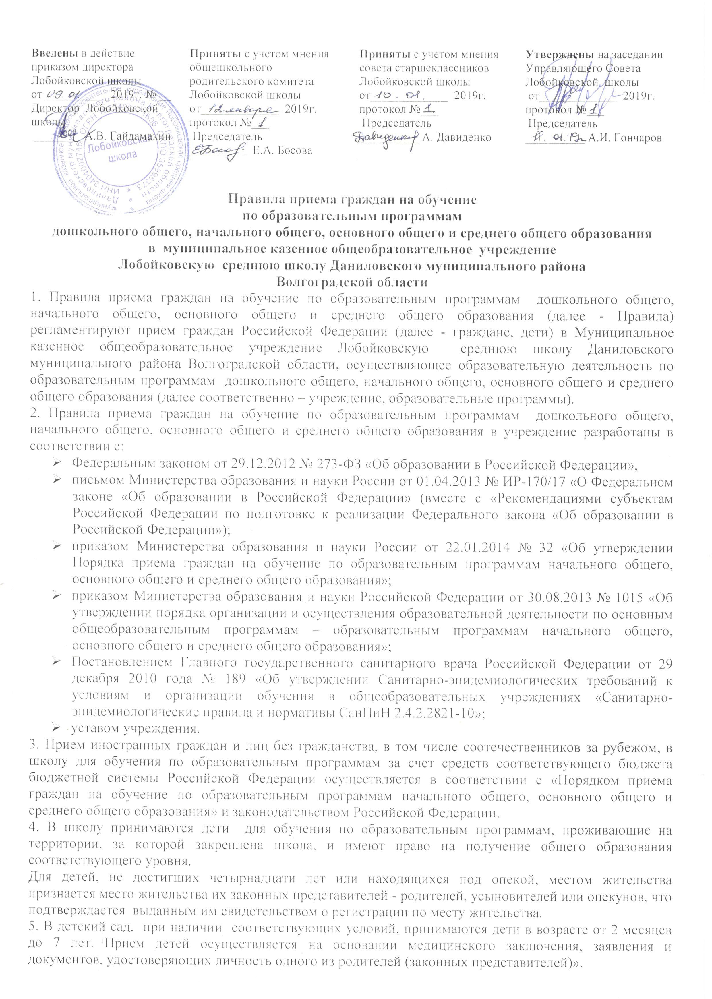 Введены в действие
приказом директора
Лобойковской школы
от 09.01 2019г. №
Директор Лобойковской
школы
А.В. Гайдамакин
Приняты с учетом мнения
общешкольного
родительского комитета
Лобойковской школы
от 12 января 2019г.
протокол № 1
Председатель
Е.А. Босова
Приняты с учетом мнения
совета старшеклассников
Лобойковской школы
от 10.01. 2019г.
протокол № 1
Председатель
Давиденко А. Давиденко
Утверждены на заседании
Управляющего Совета
Лобойковской школы
от 2019г.
протокол № 1
Председатель
А.И. Гончаров
Лобойковская
школа
Правила приема граждан на обучение
по образовательным программам
дошкольного общего, начального общего, основного общего и среднего общего образования
в муниципальное казенное общеобразовательное учреждение
Лобойковскую среднюю школу Даниловского муниципального района
Волгоградской области
1. Правила приема граждан на обучение по образовательным программам дошкольного общего,
начального общего, основного общего и среднего общего образования (далее - Правила)
регламентируют прием граждан Российской Федерации (далее - граждане, дети) в Муниципальное
казенное общеобразовательное учреждение Лобойковскую среднюю школу Даниловского
муниципального района Волгоградской области, осуществляющее образовательную деятельность по
образовательным программам дошкольного общего, начального общего, основного общего и среднего
общего образования (далее соответственно – учреждение, образовательные программы).
2. Правила приема граждан на обучение по образовательным программам дошкольного общего,
начального общего, основного общего и среднего общего образования в учреждение разработаны в
соответствии с:
➢ Федеральным законом от 29.12.2012 № 273-ФЗ «Об образовании в Российской Федерации»,
➢ письмом Министерства образования и науки России от 01.04.2013 № ИР-170/17 «О Федеральном
законе «Об образовании в Российской Федерации» (вместе с «Рекомендациями субъектам
Российской Федерации по подготовке к реализации Федерального закона «Об образовании в
Российской Федерации»);
➢ приказом Министерства образования и науки России от 22.01.2014 № 32 «Об утверждении
Порядка приема граждан на обучение по образовательным программам начального общего,
основного общего и среднего общего образования»;
➢ приказом Министерства образования и науки Российской Федерации от 30.08.2013 № 1015 «Об
утверждении порядка организации и осуществления образовательной деятельности по основным
общеобразовательным программам – образовательным программам начального общего,
основного общего и среднего общего образования»;
➢ Постановлением Главного государственного санитарного врача Российской Федерации от 29
декабря 2010 года № 189 «Об утверждении Санитарно-эпидемиологических требований к
условиям и организации обучения в общеобразовательных учреждениях «Санитарно-
эпидемиологические правила и нормативы СанПиН 2.4.2.2821-10»;
➢ уставом учреждения.
3. Прием иностранных граждан и лиц без гражданства, в том числе соотечественников за рубежом, в
школу для обучения по образовательным программам за счет средств соответствующего бюджета
бюджетной системы Российской Федерации осуществляется в соответствии с «Порядком приема
граждан на обучение по образовательным программам начального общего, основного общего и
среднего общего образования» и законодательством Российской Федерации.
4. В школу принимаются дети для обучения по образовательным программам, проживающие на
территории, за которой закреплена школа, и имеют право на получение общего образования
соответствующего уровня.
Для детей, не достигших четырнадцати лет или находящихся под опекой, местом жительства
признается место жительства их законных представителей - родителей, усыновителей или опекунов, что
подтверждается выданным им свидетельством о регистрации по месту жительства.
5. В детский сад, при наличии соответствующих условий, принимаются дети в возрасте от 2 месяцев
до 7 лет. Прием детей осуществляется на основании медицинского заключения, заявления и
документов, удостоверяющих личность одного из родителей (законных представителей)».